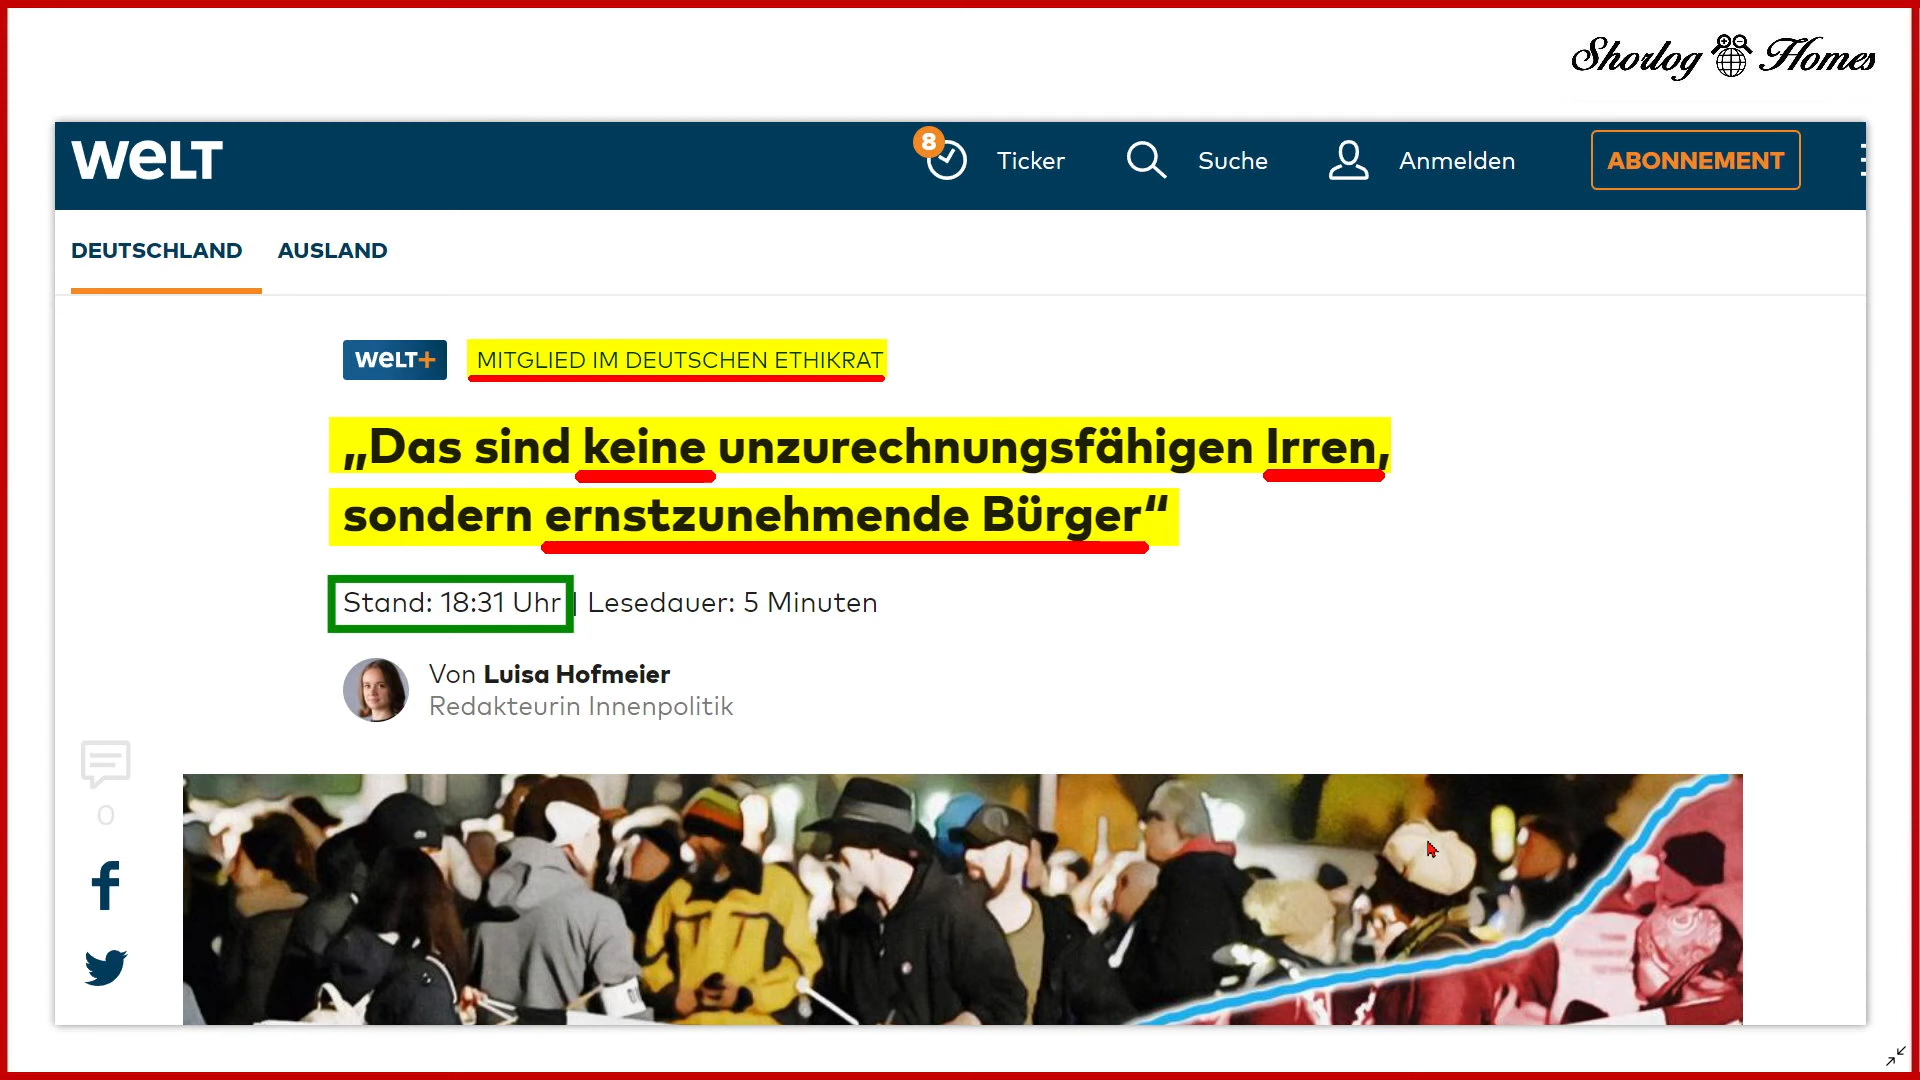 Shorlog Homes
WELT
8
Ticker
Suche
Anmelden
ABONNEMENT
DEUTSCHLAND
AUSLAND
WELT+
MITGLIED IM DEUTSCHEN ETHIKRAT
„Das sind keine unzurechnungsfähigen Irren,
sondern ernstzunehmende Bürger“
Stand: 18:31 Uhr | Lesedauer: 5 Minuten
Von Luisa Hofmeier
Redakteurin Innenpolitik
0